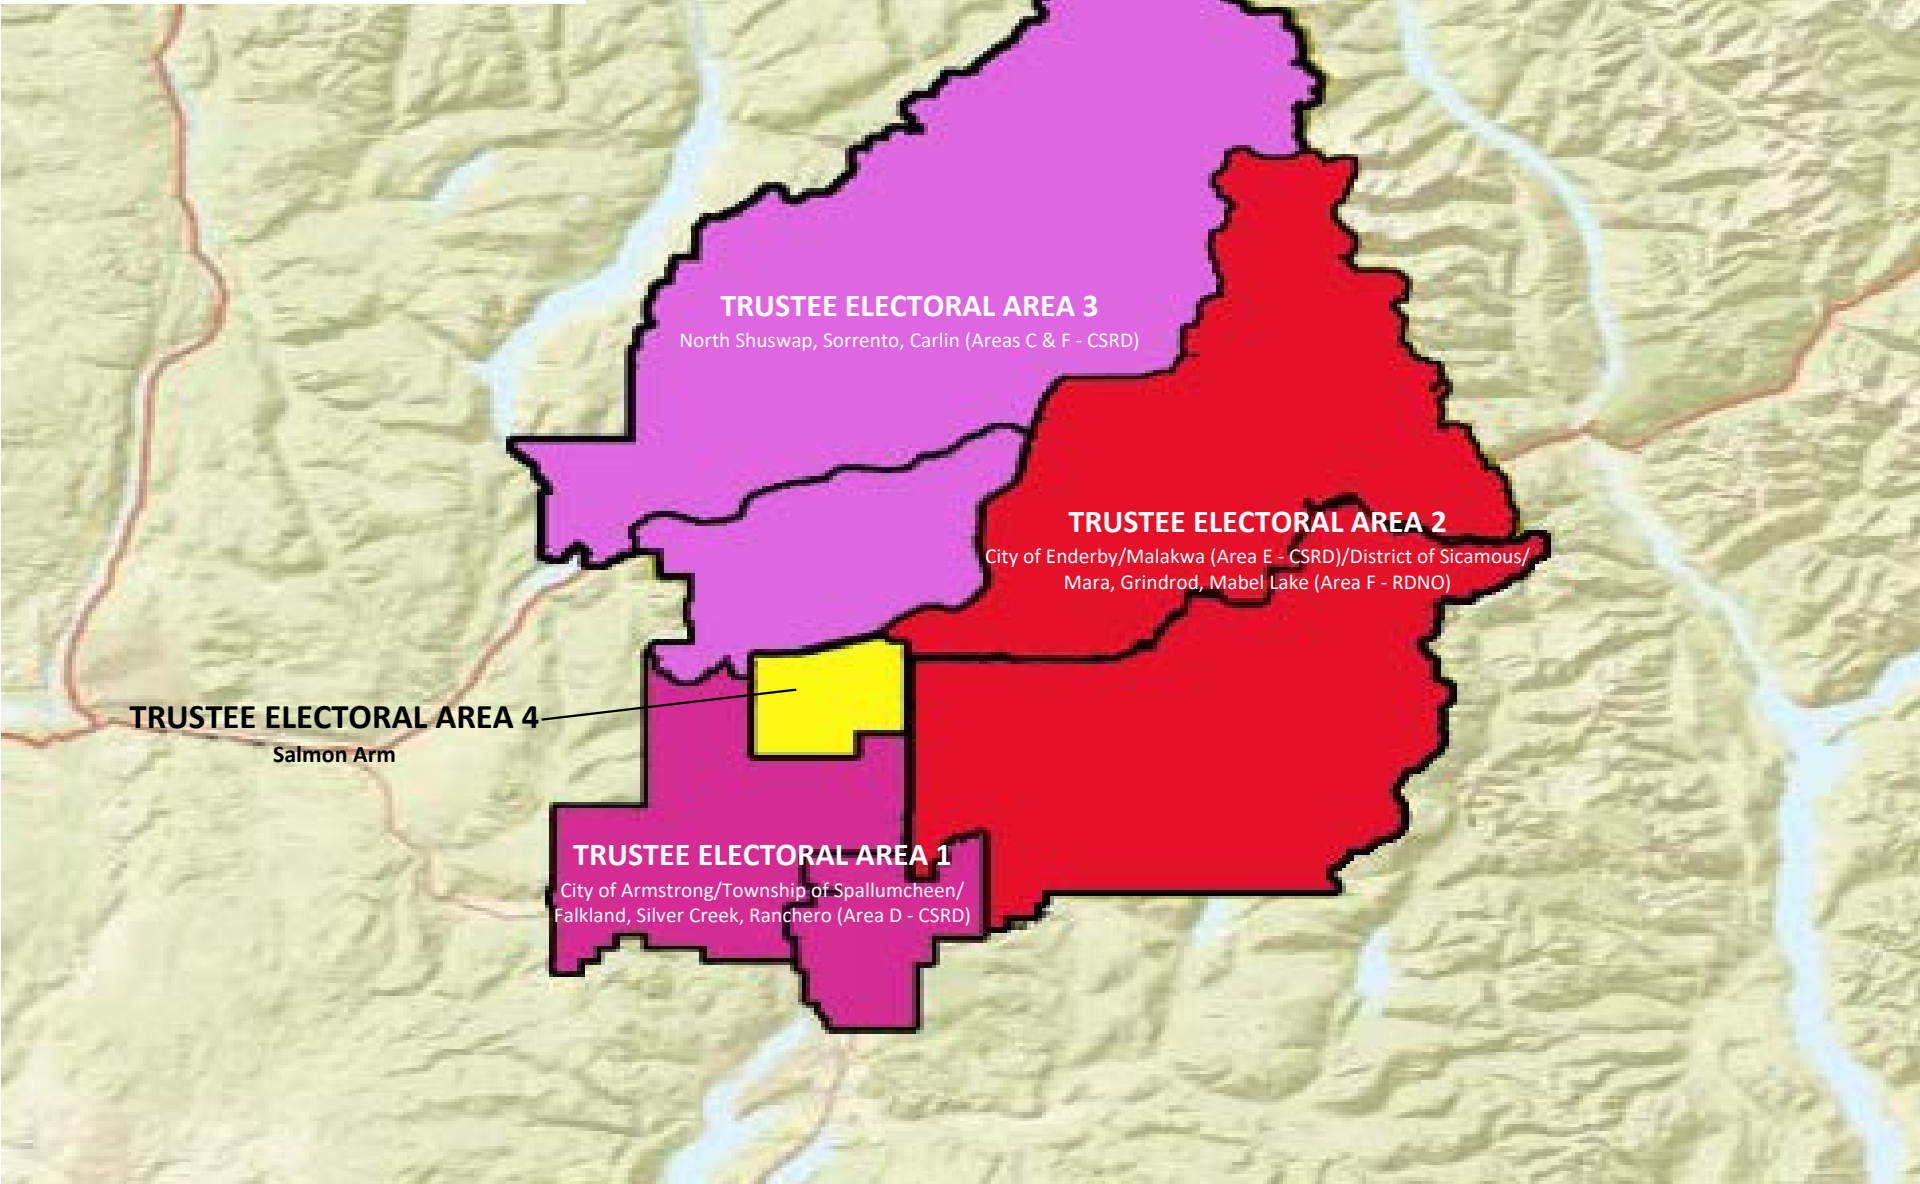 TRUSTEE ELECTORAL AREA 3
North Shuswap, Sorrento, Carlin (Areas C & F - CSRD)
TRUSTEE ELECTORAL AREA 2
City of Enderby/Malakwa (Area E - CSRD)/District of Sicamous/
Mara, Grindrod, Mabel Lake (Area F - RDNO)
TRUSTEE ELECTORAL AREA 4
Salmon Arm
TRUSTEE ELECTORAL AREA 1
City of Armstrong/Township of Spallumcheen/
Falkland, Silver Creek, Ranchero (Area D - CSRD)